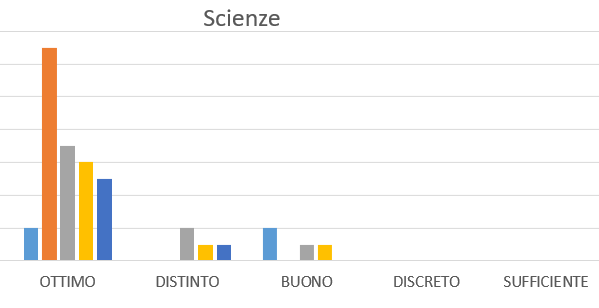 Scienze
OTTIMO DISTINTO BUONO DISCRETO SUFFICIENTE